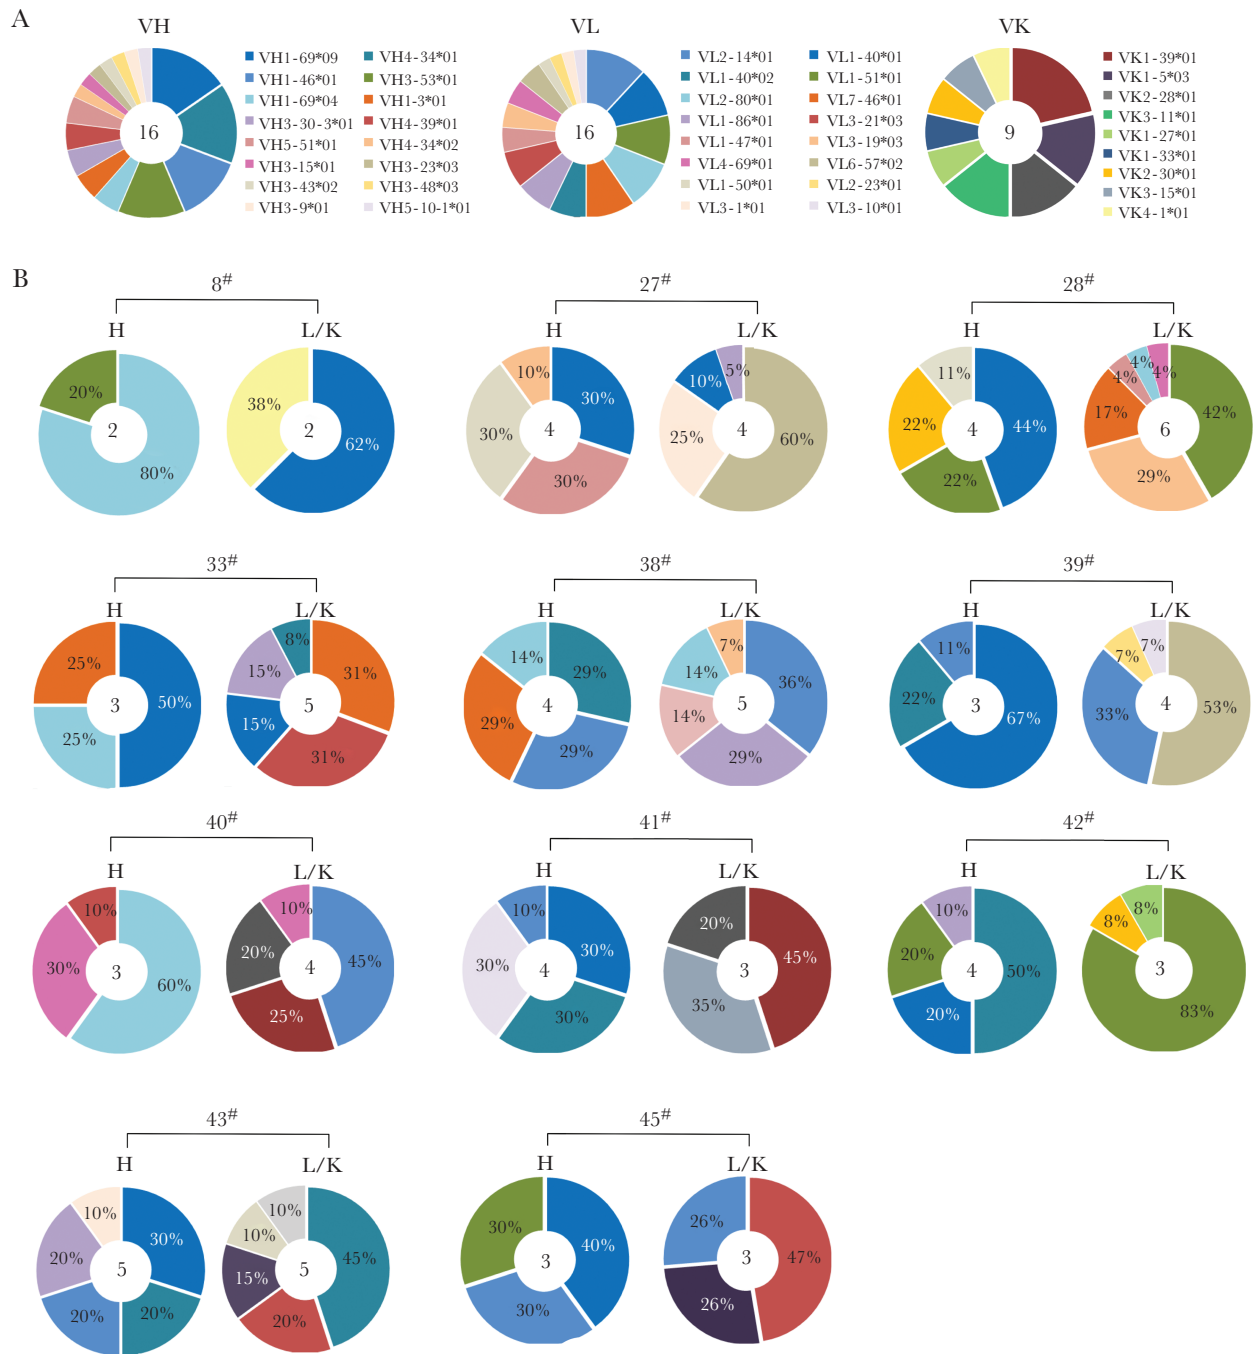 A
VH
16
VH1-69*09
VH1-46*01
VH1-69*04
VH3-30-3*01
VH5-51*01
VH3-15*01
VH3-43*02
VH3-9*01
VH4-34*01
VH3-53*01
VH1-3*01
VH4-39*01
VH4-34*02
VH3-23*03
VH3-48*03
VH5-10-1*01
VL
16
VL2-14*01
VL1-40*02
VL2-80*01
VL1-86*01
VL1-47*01
VL4-69*01
VL1-50*01
VL3-1*01
VL1-40*01
VL1-51*01
VL7-46*01
VL3-21*03
VL3-19*03
VL6-57*02
VL2-23*01
VL3-10*01
VK
9
VK1-39*01
VK1-5*03
VK2-28*01
VK3-11*01
VK1-27*01
VK1-33*01
VK2-30*01
VK3-15*01
VK4-1*01
B
8#
H
20%
2
80%
L/K
38%
2
62%
27#
H
10%
30%
30%
4
30%
L/K
5%
10%
25%
4
60%
28#
H
11%
22%
4
44%
22%
L/K
4%
4%
4%
17%
6
42%
29%
33#
H
25%
3
50%
25%
L/K
8%
15%
31%
15%
5
31%
38#
H
14%
29%
29%
4
29%
L/K
7%
14%
36%
14%
5
29%
39#
H
11%
22%
3
67%
L/K
7%
7%
33%
4
53%
40#
H
10%
30%
3
60%
L/K
10%
20%
4
45%
25%
41#
H
10%
30%
30%
4
30%
L/K
20%
45%
3
35%
42#
H
10%
20%
4
50%
20%
L/K
8%
8%
3
83%
43#
H
10%
30%
20%
5
20%
20%
L/K
10%
10%
45%
15%
5
20%
45#
H
30%
40%
3
30%
L/K
26%
47%
3
26%